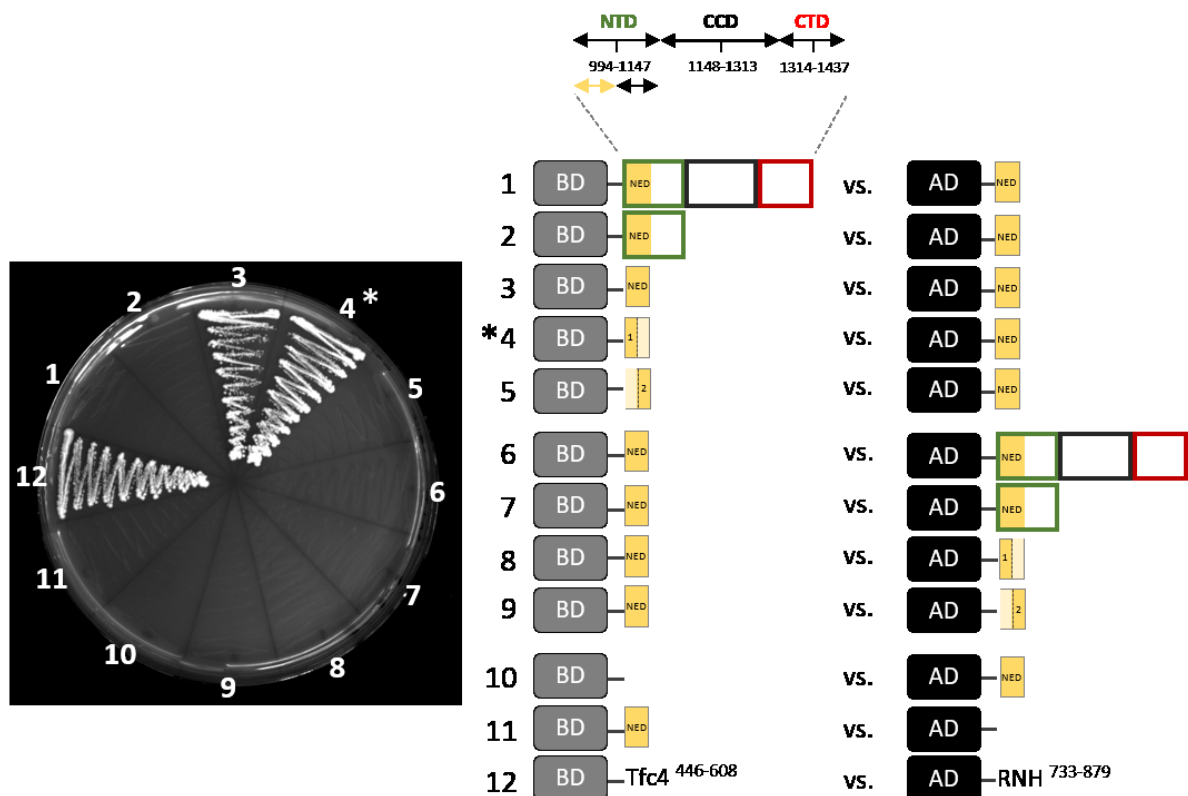 NTD CCD CTD
994-1147 1148-1313 1314-1437
1 BD NED vs. AD NED
2 BD NED vs. AD NED
3 BD NED vs. AD NED
*4 BD 1 vs. AD NED
5 BD 2 vs. AD NED
6 BD NED vs. AD NED
7 BD NED vs. AD NED
8 BD NED vs. AD 1
9 BD NED vs. AD 2
10 BD vs. AD NED
11 BD NED vs. AD
12 BD Tfc4 446-608 vs. AD RNH 733-879
1
2
3
4 *
5
6
7
8
9
10
11
12